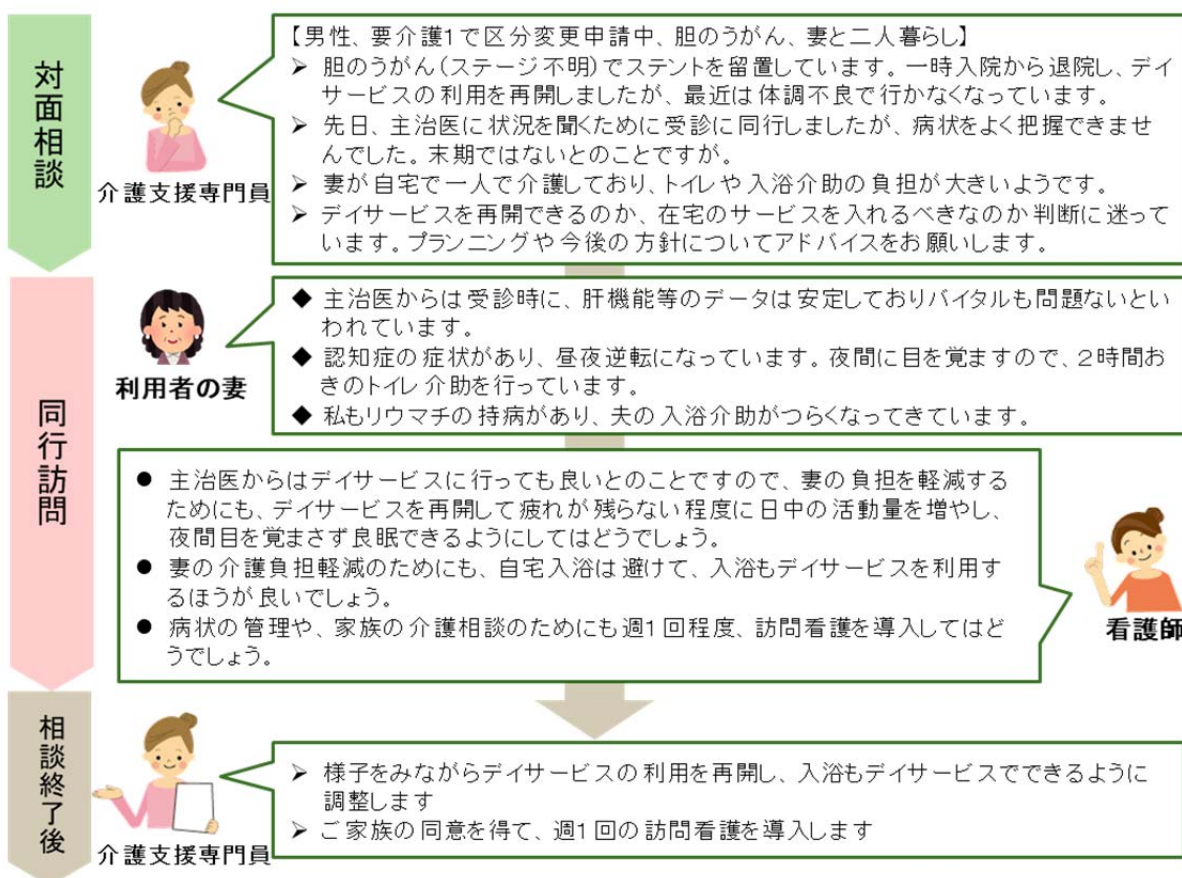 対面相談
介護支援専門員
【男性、要介護1で区分変更申請中、胆のうがん、妻と二人暮らし】
➢ 胆のうがん(ステージ不明)でステントを留置しています。一時入院から退院し、デイ
サービスの利用を再開しましたが、最近は体調不良で行かなくなっています。
➢ 先日、主治医に状況を聞くために受診に同行しましたが、病状をよく把握できませ
んでした。末期ではないとのことですが。
➢ 妻が自宅で一人で介護しており、トイレや入浴介助の負担が大きいようです。
➢ デイサービスを再開できるのか、在宅のサービスを入れるべきなのか判断に迷って
います。プランニングや今後の方針についてアドバイスをお願いします。
同行訪問
利用者の妻
◆ 主治医からは受診時に、肝機能等のデータは安定しておりバイタルも問題ないとい
われています。
◆ 認知症の症状があり、昼夜逆転になっています。夜間に目を覚ますので、2時間お
きのトイレ介助を行っています。
◆ 私もリウマチの持病があり、夫の入浴介助がつらくなってきています。
● 主治医からはデイサービスに行っても良いとのことですので、妻の負担を軽減する
ためにも、デイサービスを再開して疲れが残らない程度に日中の活動量を増やし、
夜間目を覚まさず良眠できるようにしてはどうでしょう。
● 妻の介護負担軽減のためにも、自宅入浴は避けて、入浴もデイサービスを利用す
るほうが良いでしょう。
● 病状の管理や、家族の介護相談のためにも週1回程度、訪問看護を導入してはど
うでしょう。
看護師
相談終了後
介護支援専門員
➢ 様子をみながらデイサービスの利用を再開し、入浴もデイサービスでできるように
調整します
➢ ご家族の同意を得て、週1回の訪問看護を導入します